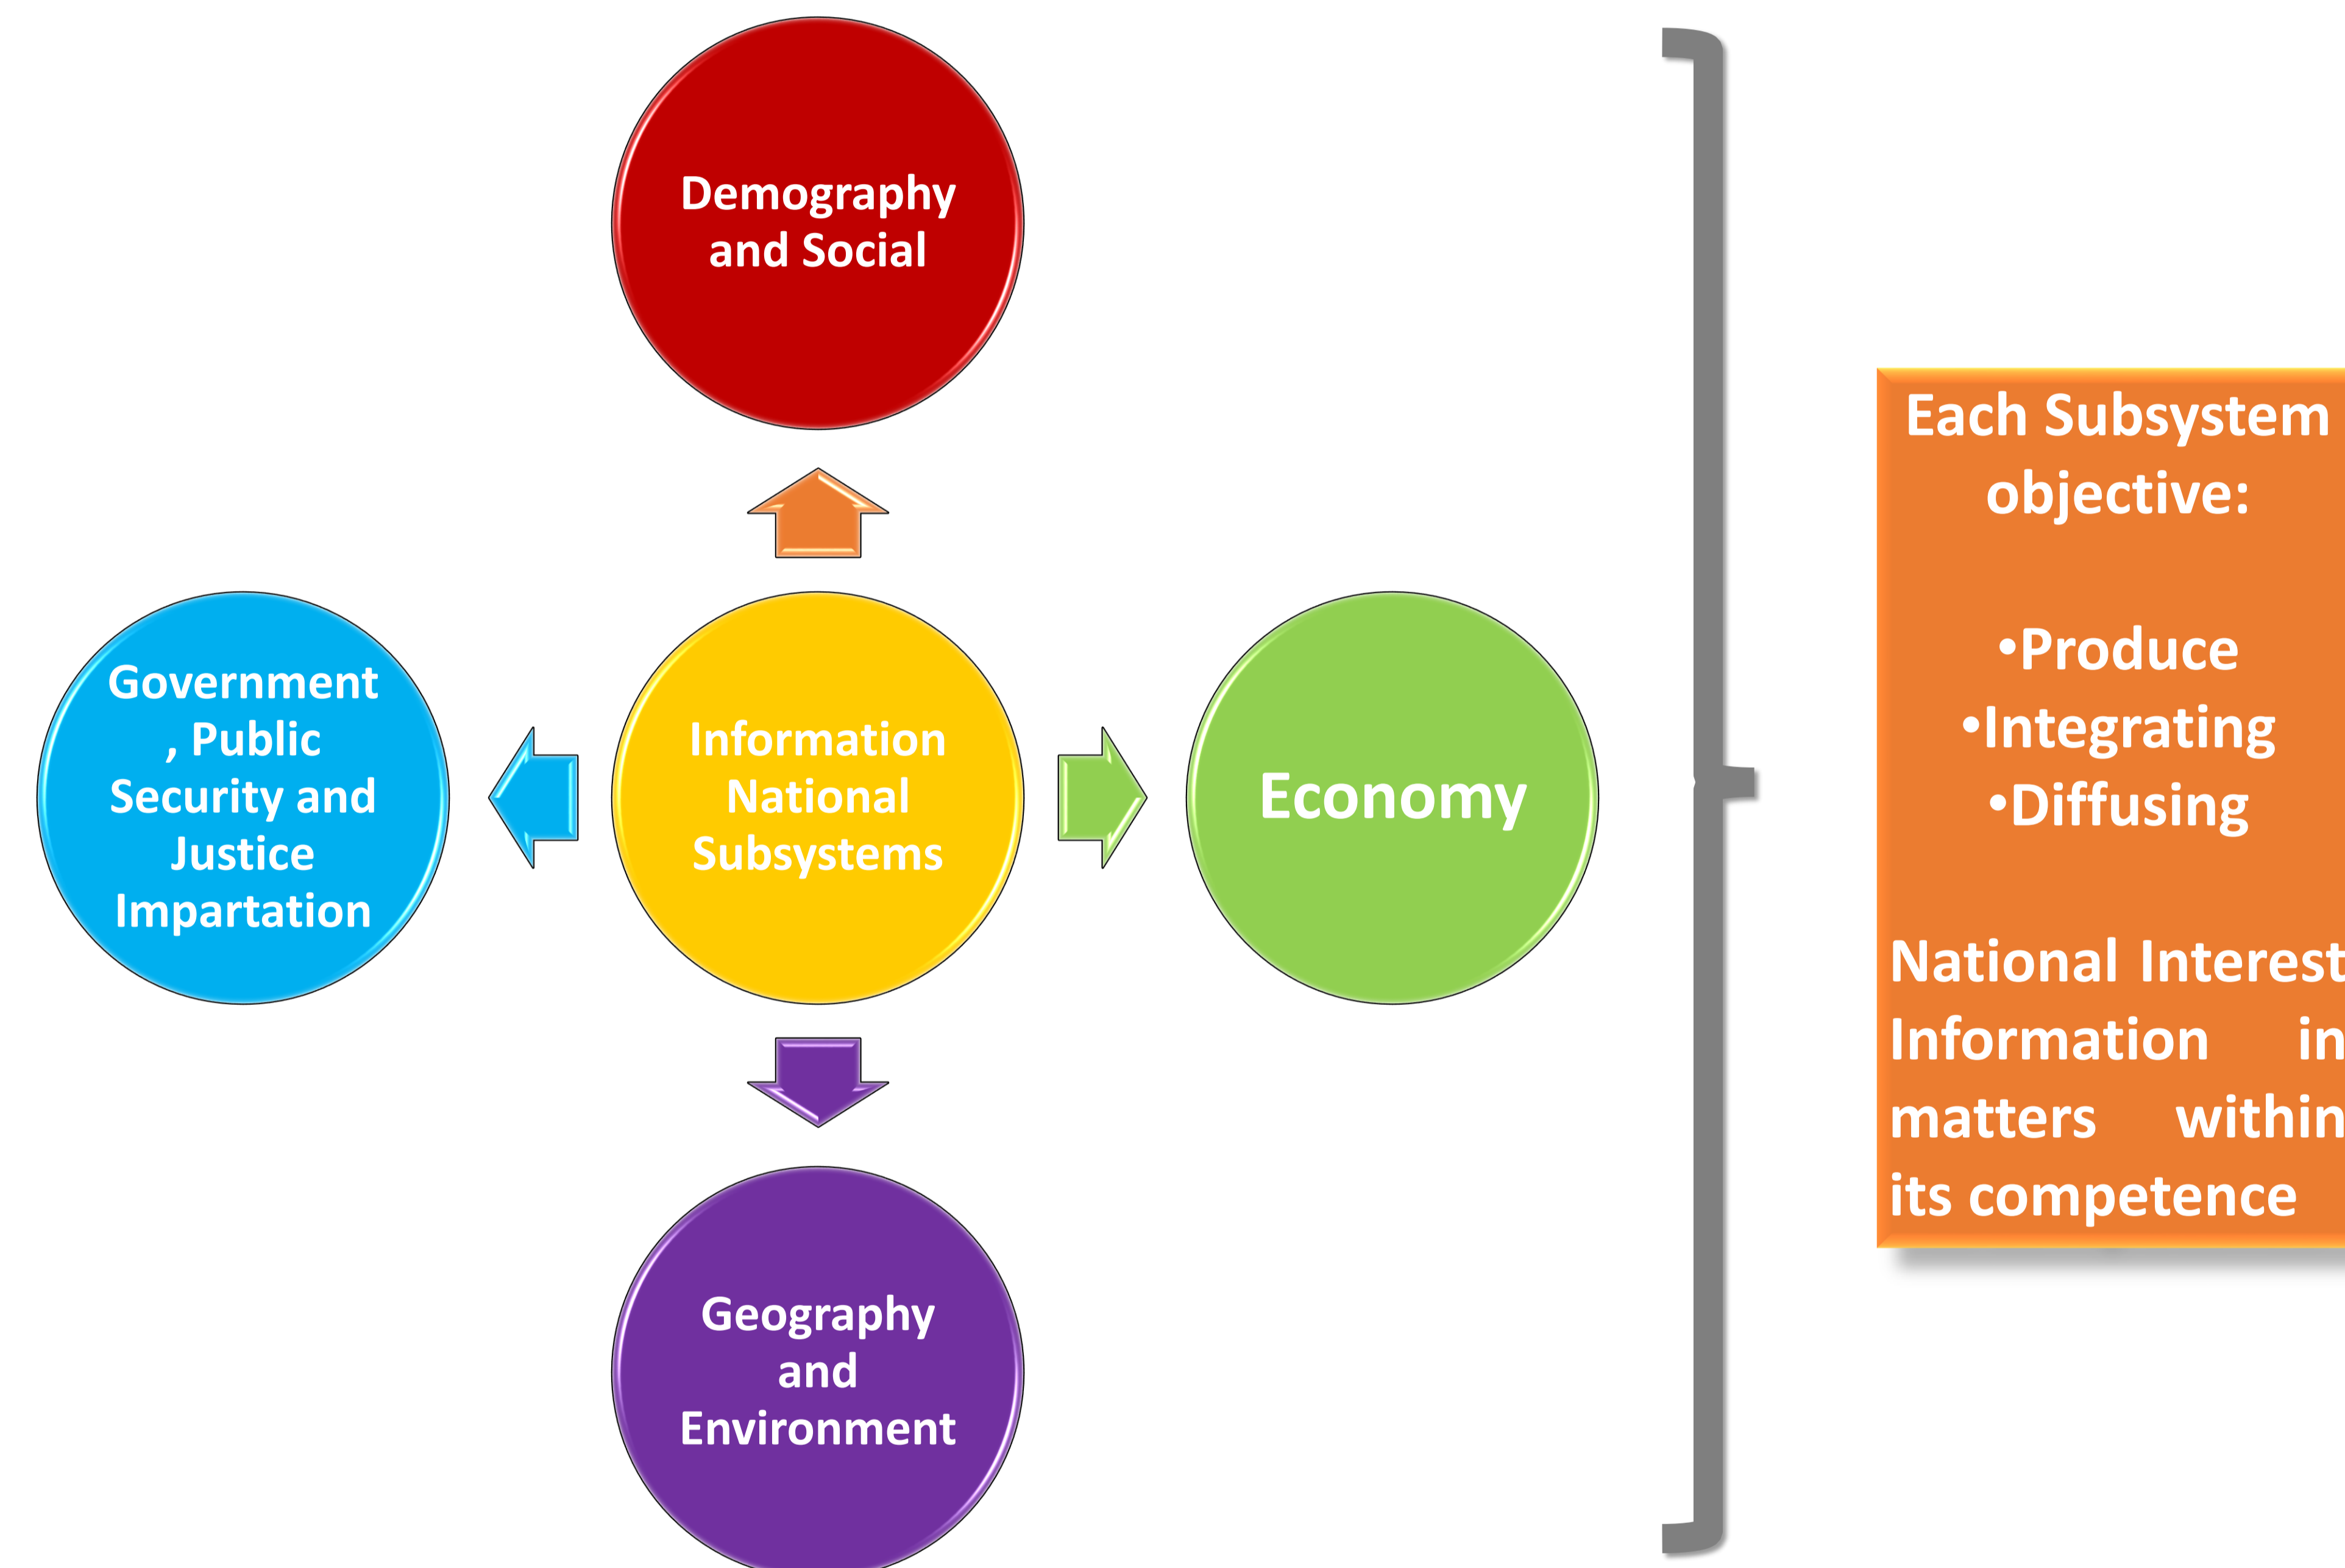 Demography
and Social
Government
, Public
Security and
Justice
Impartation
Information
National
Subsystems
Economy
Geography
and
Environment
Each Subsystem
objective:
•Produce
•Integrating
•Diffusing
National Interest
Information in
matters within
its competence